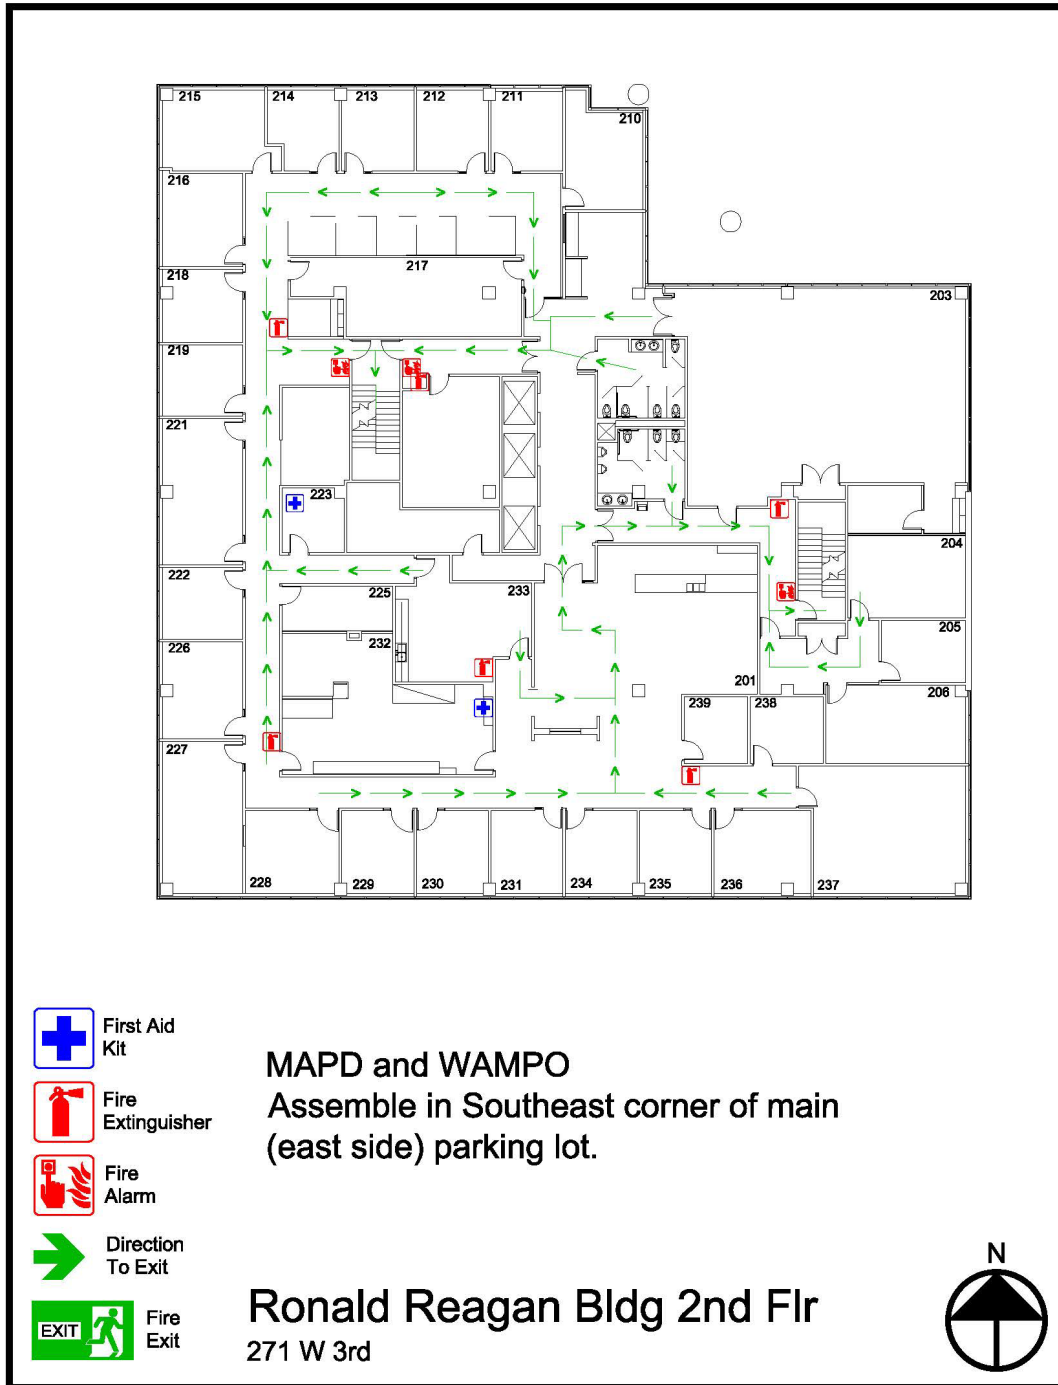 215
214
213
212
211
210
216
217
218
203
219
221
223
204
222
225
233
205
226
232
201
206
239
238
227
228
229
230
231
234
235
236
237
First Aid
Kit
MAPD and WAMPO
Assemble in Southeast corner of main
(east side) parking lot.
Fire
Extinguisher
Fire
Alarm
Direction
To Exit
EXIT
Fire
Exit
Ronald Reagan Bldg 2nd Flr
271 W 3rd
N